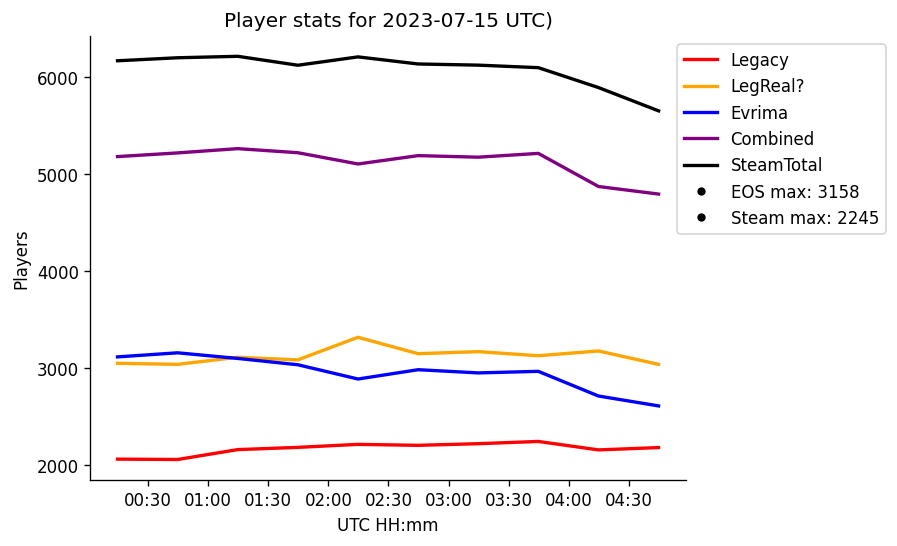 Player stats for 2023-07-15 UTC)
Legacy
LegReal?
Evrima
Combined
SteamTotal
EOS max: 3158
Steam max: 2245
Players
6000
5000
4000
3000
2000
00:30 01:00 01:30 02:00 02:30 03:00 03:30 04:00 04:30
UTC HH:mm